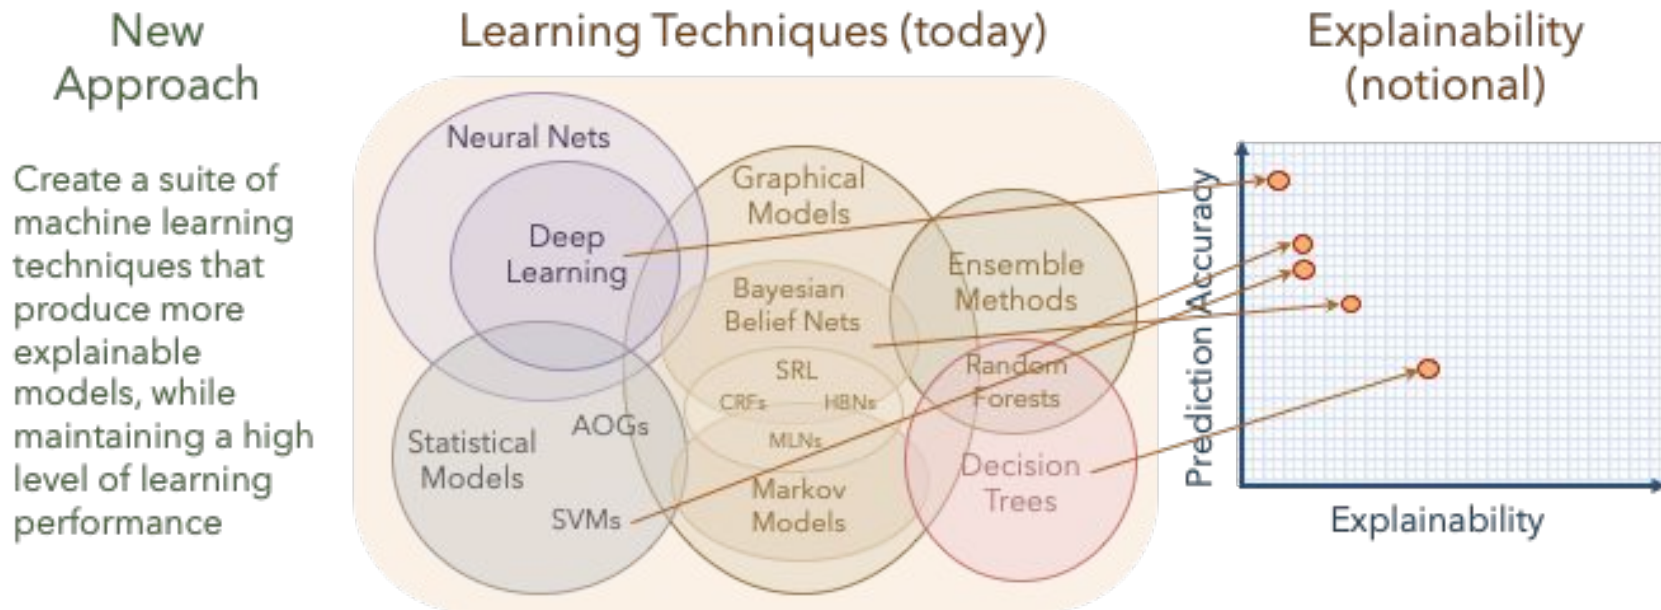 New
Approach
Create a suite of
machine learning
techniques that
produce more
explainable
models, while
maintaining a high
level of learning
performance
Learning Techniques (today)
Neural Nets
Deep
Learning
Graphical
Models
Bayesian
Belief Nets
SRL
CRFs
HBNs
MLNs
Markov
Models
Ensemble
Methods
Random
Forests
Decision
Trees
Statistical
Models
AOGs
SVMs
Explainability
(notional)
Prediction Accuracy
Explainability